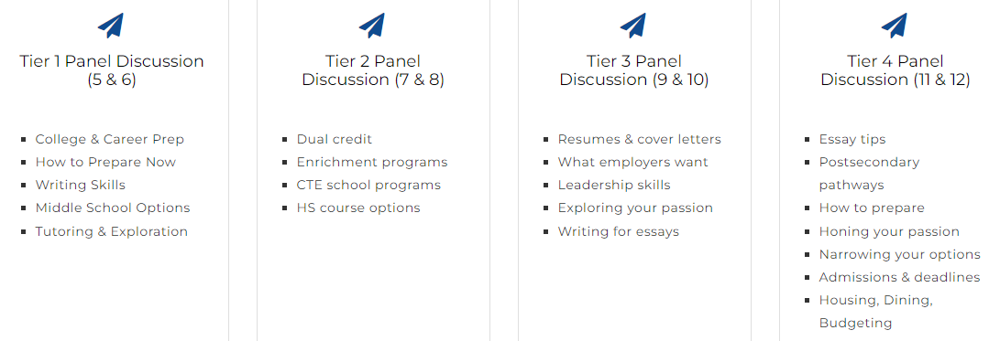 Tier 1 Panel Discussion
(5 & 6)
College & Career Prep
How to Prepare Now
Writing Skills
Middle School Options
Tutoring & Exploration
Tier 2 Panel
Discussion (7 & 8)
Dual credit
Enrichment programs
CTE school programs
HS course options
Tier 3 Panel
Discussion (9 & 10)
Resumes & cover letters
What employers want
Leadership skills
Exploring your passion
Writing for essays
Tier 4 Panel
Discussion (11 & 12)
Essay tips
Postsecondary
pathways
How to prepare
Honing your passion
Narrowing your options
Admissions & deadlines
Housing, Dining,
Budgeting